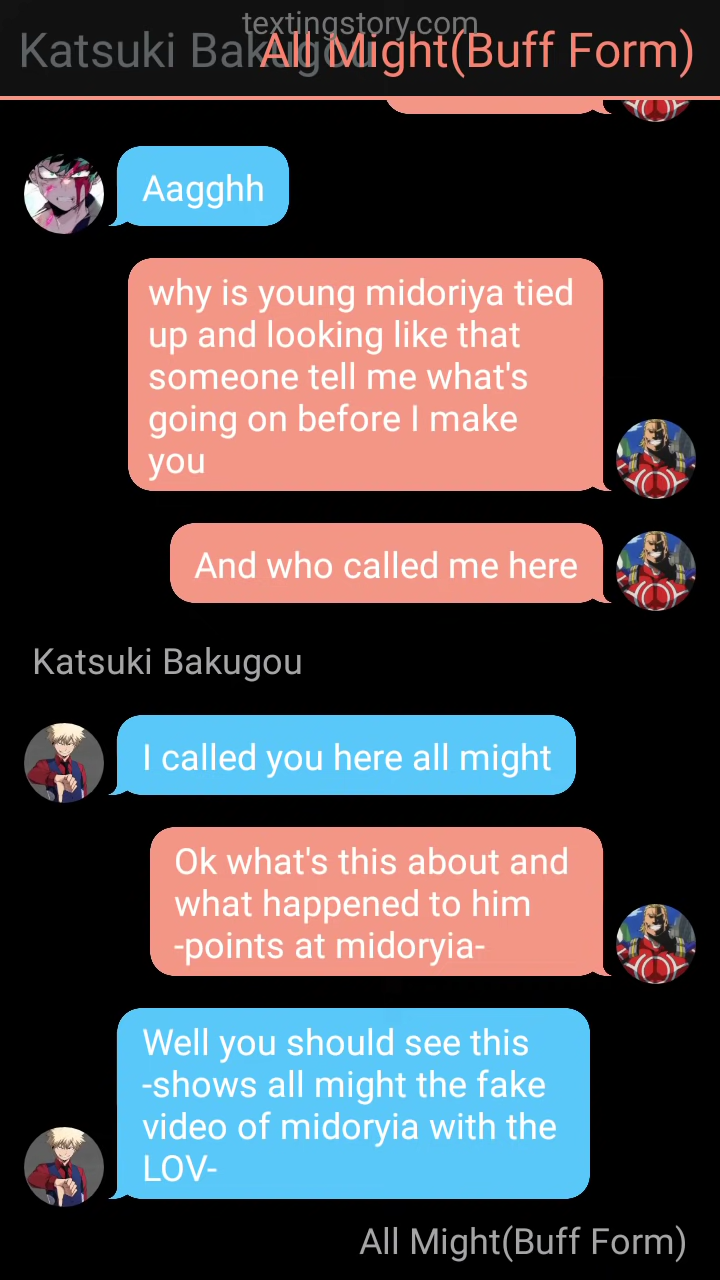 textingstory.com
Katsuki Bakugou
All Might(Buff Form)
Aagghh
why is young midoriya tied
up and looking like that
someone tell me what's
going on before I make
you
And who called me here
Katsuki Bakugou
I called you here all might
Ok what's this about and
what happened to him
-points at midoryia-
Well you should see this
-shows all might the fake
video of midoryia with the
LOV-
All Might(Buff Form)